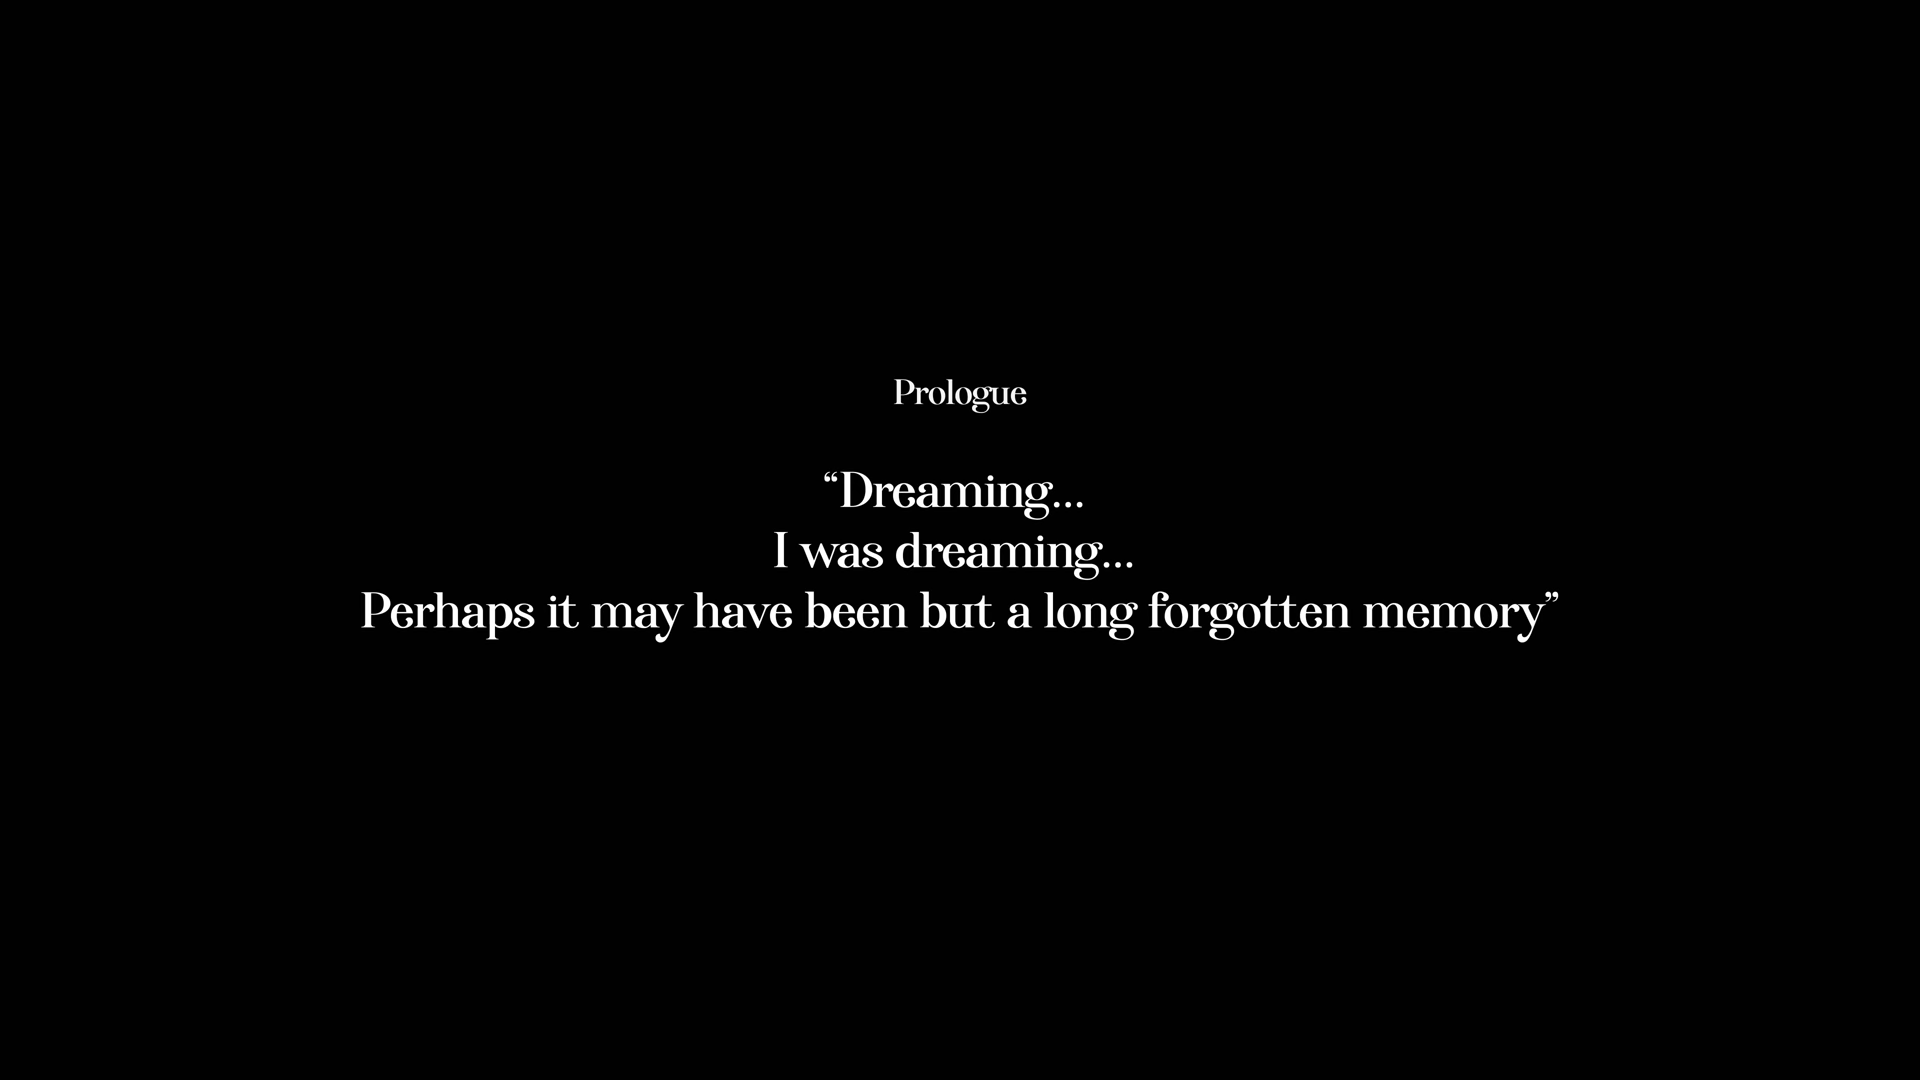 Prologue
“Dreaming...
I was dreaming...
Perhaps it may have been but a long forgotten memory”